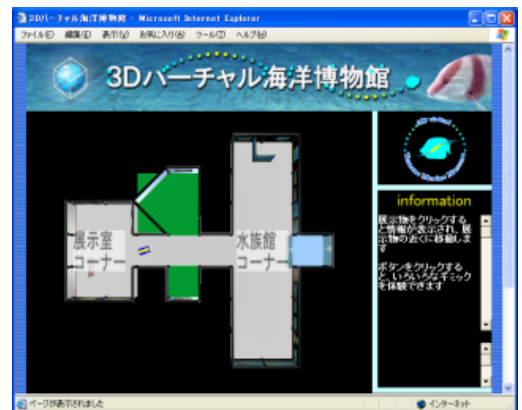 3Dバーチャル海洋博物館 - Microsoft Internet Explorer
ファイル(F) 編集(E) 表示(V) お気に入り(A) ツール(T) ヘルプ(H)
3Dバーチャル海洋博物館
3D virtual
information
展示物をクリックする
と情報が表示され、展
示物の近くに移動しま
す
ボタンをクリックする
と、いろいろなギミック
を体験できます
展示室
コーナー
水族館
コーナー
ページが表示されました
インターネット